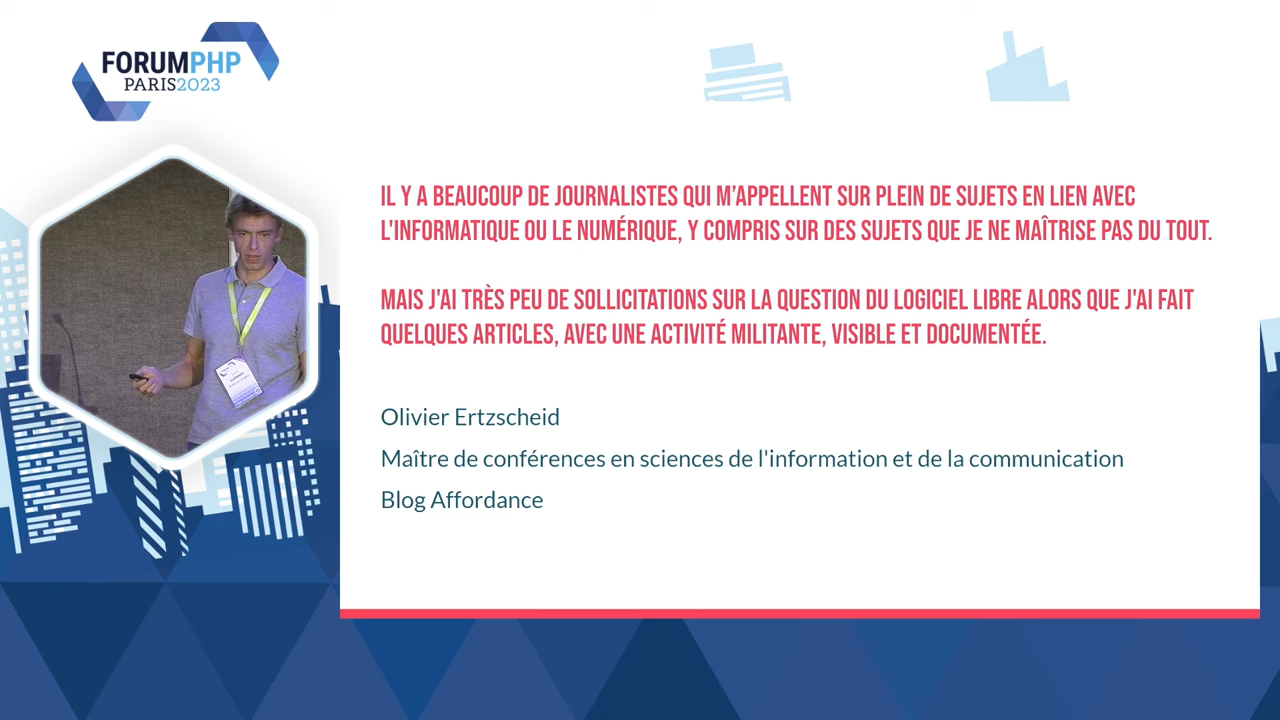 FORUMPHP
PARIS2023
IL Y A BEAUCOUP DE JOURNALISTES QUI M’APPELLENT SUR PLEIN DE SUJETS EN LIEN AVEC
L'INFORMATIQUE OU LE NUMÉRIQUE, Y COMPRIS SUR DES SUJETS QUE JE NE MAÎTRISE PAS DU TOUT.
MAIS J'AI TRÈS PEU DE SOLLICITATIONS SUR LA QUESTION DU LOGICIEL LIBRE ALORS QUE J'AI FAIT
QUELQUES ARTICLES, AVEC UNE ACTIVITÉ MILITANTE, VISIBLE ET DOCUMENTÉE.
Olivier Ertzscheid
Maître de conférences en sciences de l'information et de la communication
Blog Affordance